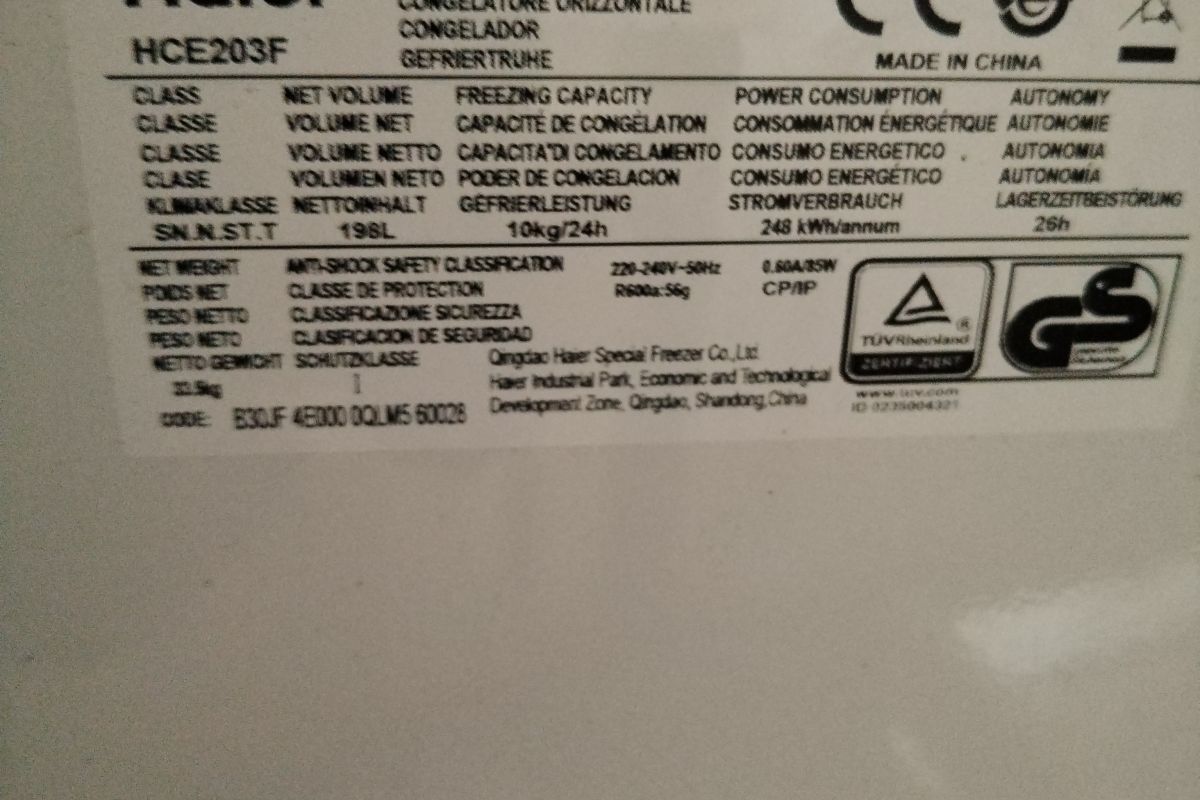 Haier CONGELATORE ORIZZONTALE
HCE203F CONGELADOR
GEFRIERTRUHE MADE IN CHINA
CLASS NET VOLUME FREEZING CAPACITY POWER CONSUMPTION AUTONOMY
CLASSE VOLUME NET CAPACITÉ DE CONGÉLATION CONSOMMATION ÉNERGÉTIQUE AUTONOMIE
CLASSE VOLUME NETTO CAPACITA'DI CONGELAMENTO CONSUMO ENERGETICO AUTONOMIA
CLASE VOLUMEN NETO PODER DE CONGELACION CONSUMO ENERGÉTICO AUTONOMÍA
KLIMAKLASSE NETTOINHALT GEFRIERLEISTUNG STROMVERBRAUCH LAGERZEITBEISTÖRUNG
SN.N.ST.T 198L 10kg/24h 248 kWh/annum 26h
NET WEIGHT ANTI-SHOCK SAFETY CLASSIFICATION 220-240V~50Hz 0.60A/85W
POIDS NET CLASSE DE PROTECTION R600a:56g CP/IP
PESO NETTO CLASSIFICAZIONE SICUREZZA
PESO NETO CLASIFICACION DE SEGURIDAD
NETTO GEWICHT SCHUTZKLASSE
I
Qingdao Haier Special Freezer Co.,Ltd.
Haier Industrial Park, Economic and Technological
Development Zone, Qingdao, Shandong,China
CODE: B30JF 4E000 0QLM5 60028
TÜVRheinland
ZERTIFIZIERT
GS
www.tuv.com
ID 0235004321